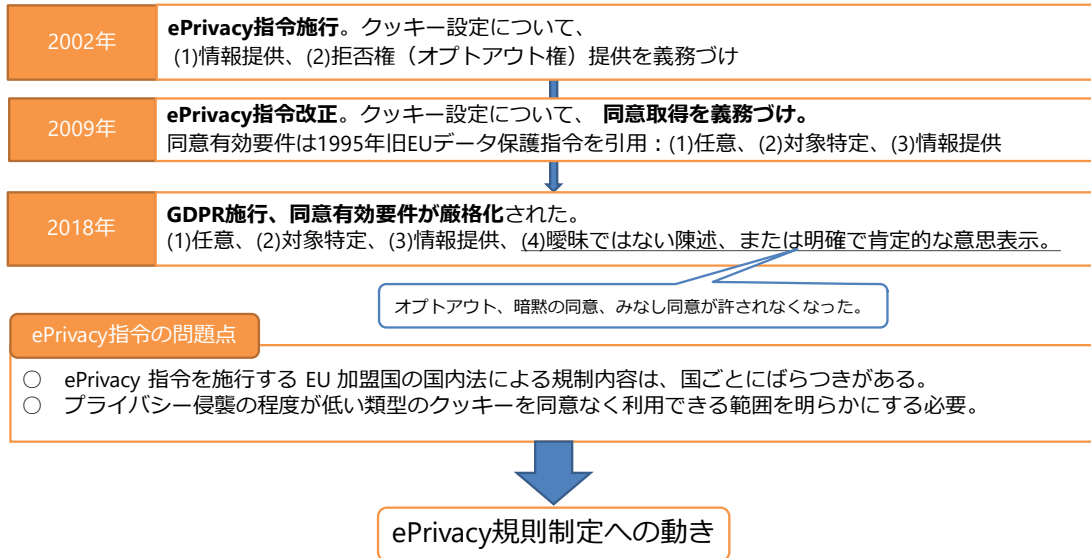 2002年
ePrivacy指令施行。クッキー設定について、
(1)情報提供、(2)拒否権（オプトアウト権）提供を義務づけ
2009年
ePrivacy指令改正。クッキー設定について、 同意取得を義務づけ。
同意有効要件は1995年旧EUデータ保護指令を引用：(1)任意、(2)対象特定、(3)情報提供
2018年
GDPR施行、同意有効要件が厳格化された。
(1)任意、(2)対象特定、(3)情報提供、(4)曖昧ではない陳述、または明確で肯定的な意思表示。
オプトアウト、暗黙の同意、みなし同意が許されなくなった。
ePrivacy指令の問題点
○ ePrivacy 指令を施行する EU 加盟国の国内法による規制内容は、国ごとにばらつきがある。
○ プライバシー侵襲の程度が低い類型のクッキーを同意なく利用できる範囲を明らかにする必要。
ePrivacy規則制定への動き